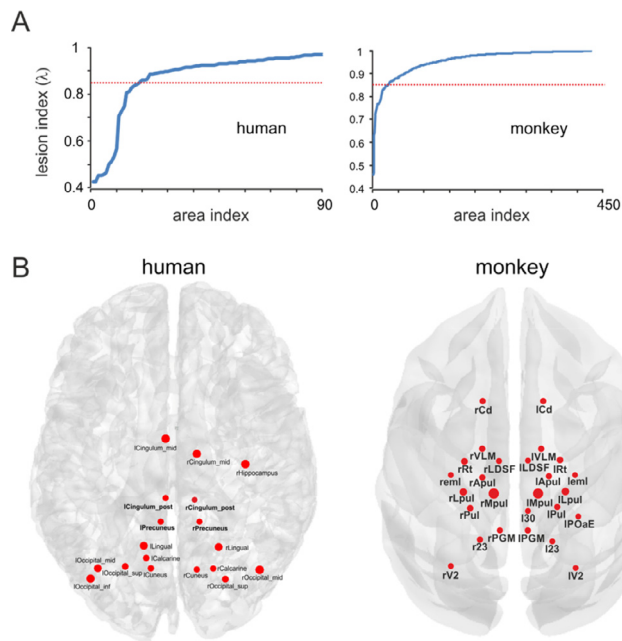 A
lesion index (λ)
1
0.9
0.8
0.6
0.4
human
0
90
area index
1
0.9
0.8
0.7
0.6
0.5
0.4
monkey
0
450
area index
B
human
lCingulum_mid
rCingulum_mid
rHippocampus
lCingulum_post
rCingulum_post
lPrecuneus
rPrecuneus
lLingual
rLingual
lOccipital_mid
lCalcarine
lOccipital_sup
lCuneus
rCuneus
rCalcarine
rOccipital_mid
lOccipital_inf
rOccipital_sup
monkey
rCd
lCd
rVLM
lVLM
rRt
rLDSF
lLDSF
lRt
reml
rApul
lApul
leml
rLpul
rMpul
lMpul
lLpul
rPul
l30
lPul
lPOaE
r23
rPGM
lPGM
l23
rV2
lV2